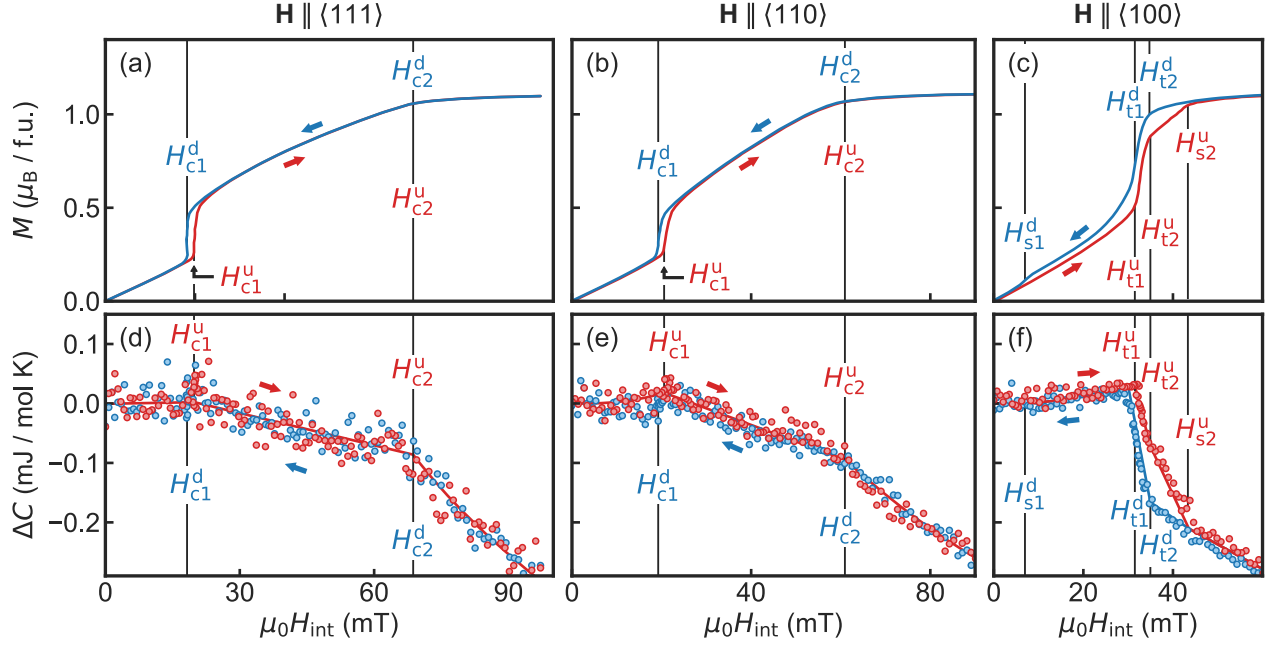 H ∥ ⟨111⟩
H ∥ ⟨110⟩
H ∥ ⟨100⟩
M (μ_B / f.u.)
1.0
0.5
0.0
(a)
H_c2^d
H_c1^d
H_c2^u
H_c1^u
(b)
H_c2^d
H_c1^d
H_c2^u
H_c1^u
(c)
H_t2^d
H_t1^d
H_s2^u
H_s1^d
H_t2^u
H_t1^u
ΔC (mJ / mol K)
0.1
0.0
−0.1
−0.2
(d)
H_c1^u
H_c2^u
H_c1^d
H_c2^d
0
30
60
90
μ₀H_int (mT)
(e)
H_c1^u
H_c2^u
H_c1^d
H_c2^d
0
40
80
μ₀H_int (mT)
(f)
H_t1^u
H_t2^u
H_s2^u
H_s1^d
H_t1^d
H_t2^d
0
20
40
μ₀H_int (mT)